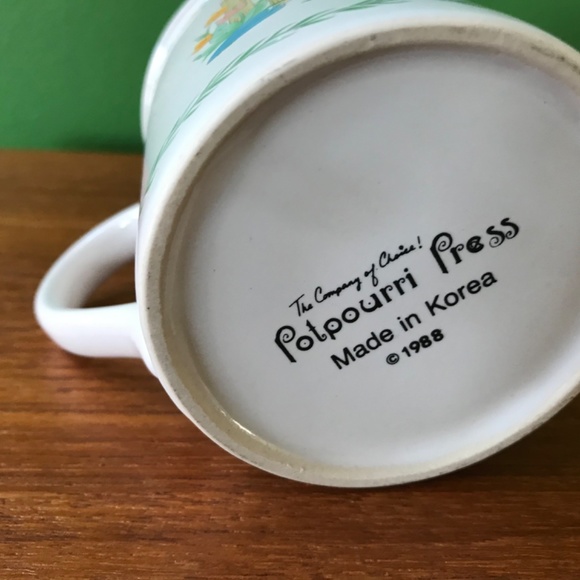 The Company of Choice!
Potpourri Press
Made in Korea
©1988